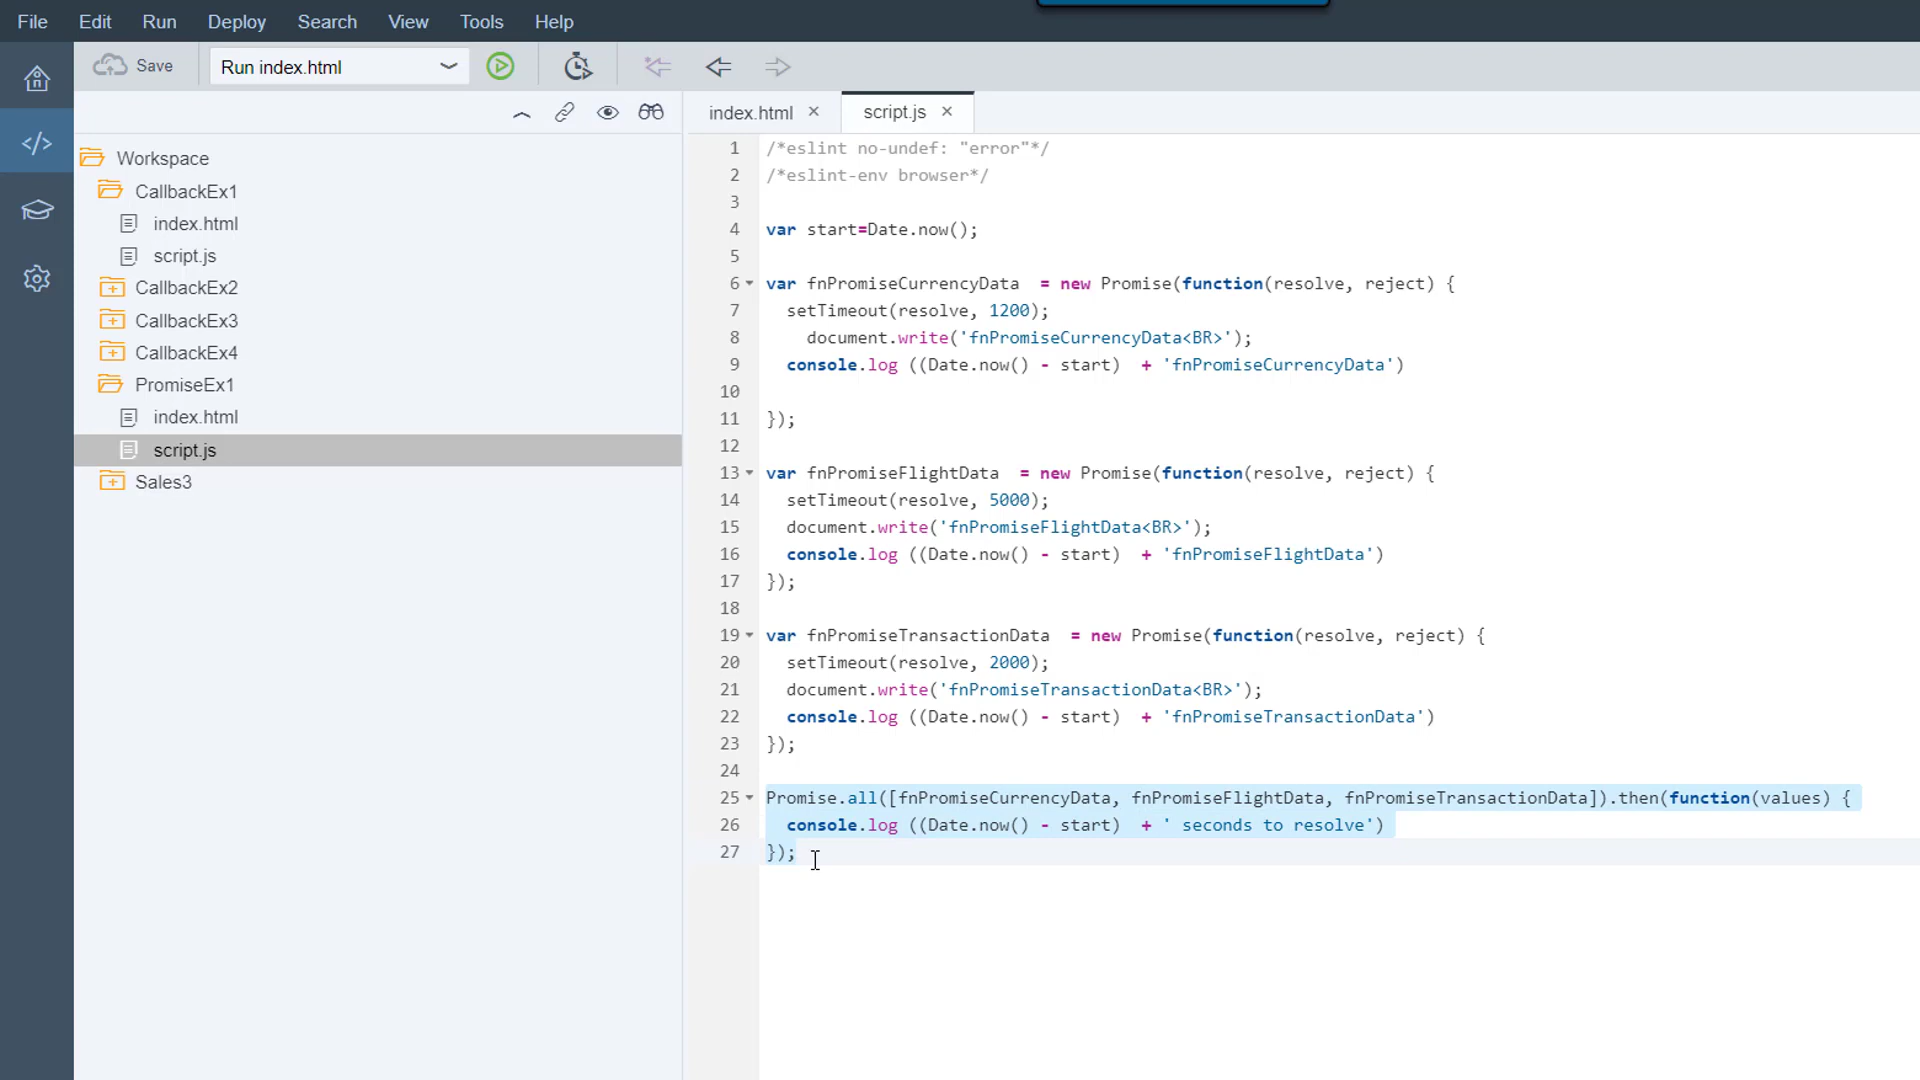 File Edit Run Deploy Search View Tools Help
Save Run index.html
index.html × script.js ×
Workspace
CallbackEx1
index.html
script.js
CallbackEx2
CallbackEx3
CallbackEx4
PromiseEx1
index.html
script.js
Sales3
1 /*eslint no-undef: "error"*/
2 /*eslint-env browser*/
3
4 var start=Date.now();
5
6 var fnPromiseCurrencyData  = new Promise(function(resolve, reject) {
7   setTimeout(resolve, 1200);
8     document.write('fnPromiseCurrencyData<BR>');
9   console.log ((Date.now() - start)  + 'fnPromiseCurrencyData')
10
11 });
12
13 var fnPromiseFlightData  = new Promise(function(resolve, reject) {
14   setTimeout(resolve, 5000);
15   document.write('fnPromiseFlightData<BR>');
16   console.log ((Date.now() - start)  + 'fnPromiseFlightData')
17 });
18
19 var fnPromiseTransactionData  = new Promise(function(resolve, reject) {
20   setTimeout(resolve, 2000);
21   document.write('fnPromiseTransactionData<BR>');
22   console.log ((Date.now() - start)  + 'fnPromiseTransactionData')
23 });
24
25 Promise.all([fnPromiseCurrencyData, fnPromiseFlightData, fnPromiseTransactionData]).then(function(values) {
26   console.log ((Date.now() - start)  + ' seconds to resolve')
27 });